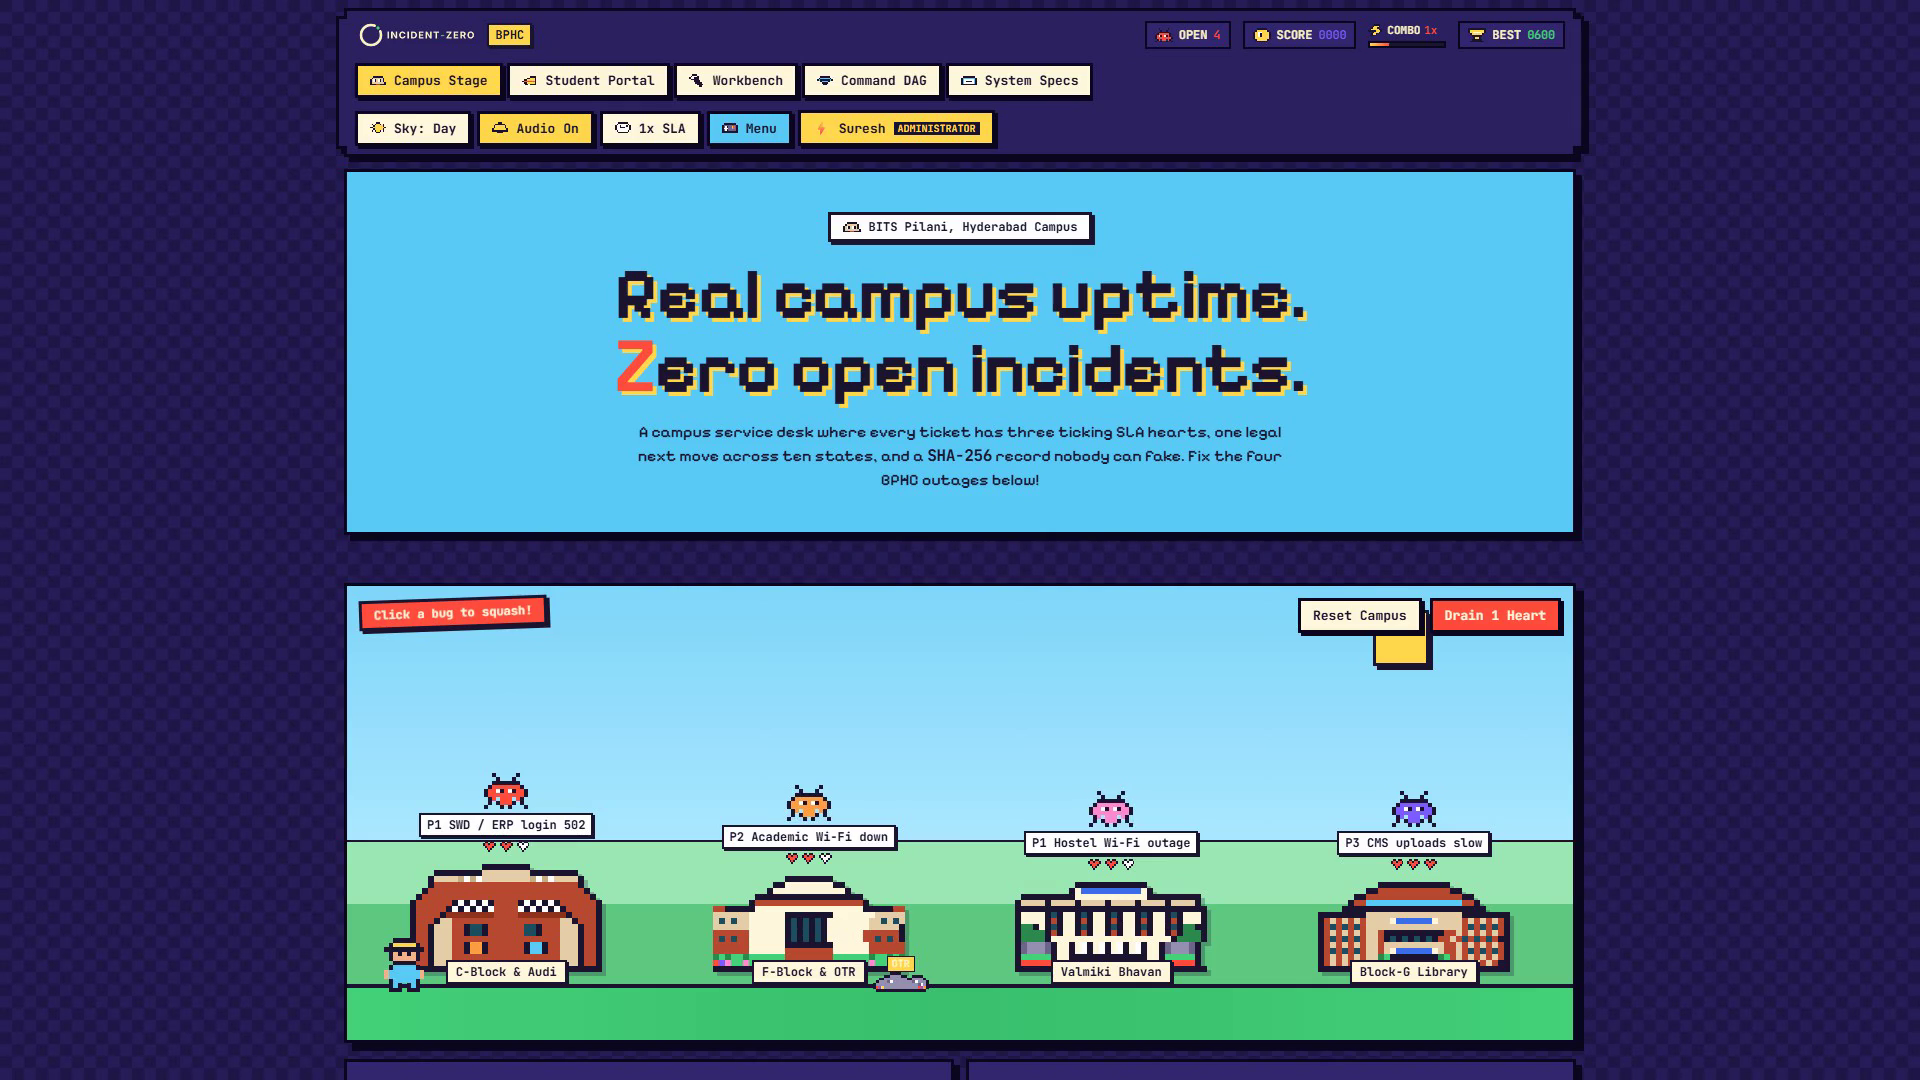 INCIDENT-ZERO BPHC OPEN 4 SCORE 0000 COMBO 1x BEST 0600
Campus Stage Student Portal Workbench Command DAG System Specs
Sky: Day Audio On 1x SLA Menu Suresh ADMINISTRATOR
BITS Pilani, Hyderabad Campus
Real campus uptime.
Zero open incidents.
A campus service desk where every ticket has three ticking SLA hearts, one legal
next move across ten states, and a SHA-256 record nobody can fake. Fix the four
BPHC outages below!
Click a bug to squash! Reset Campus Drain 1 Heart
P1 SWD / ERP login 502
P2 Academic Wi-Fi down
P1 Hostel Wi-Fi outage
P3 CMS uploads slow
OTR
C-Block & Audi F-Block & OTR Valmiki Bhavan Block-G Library